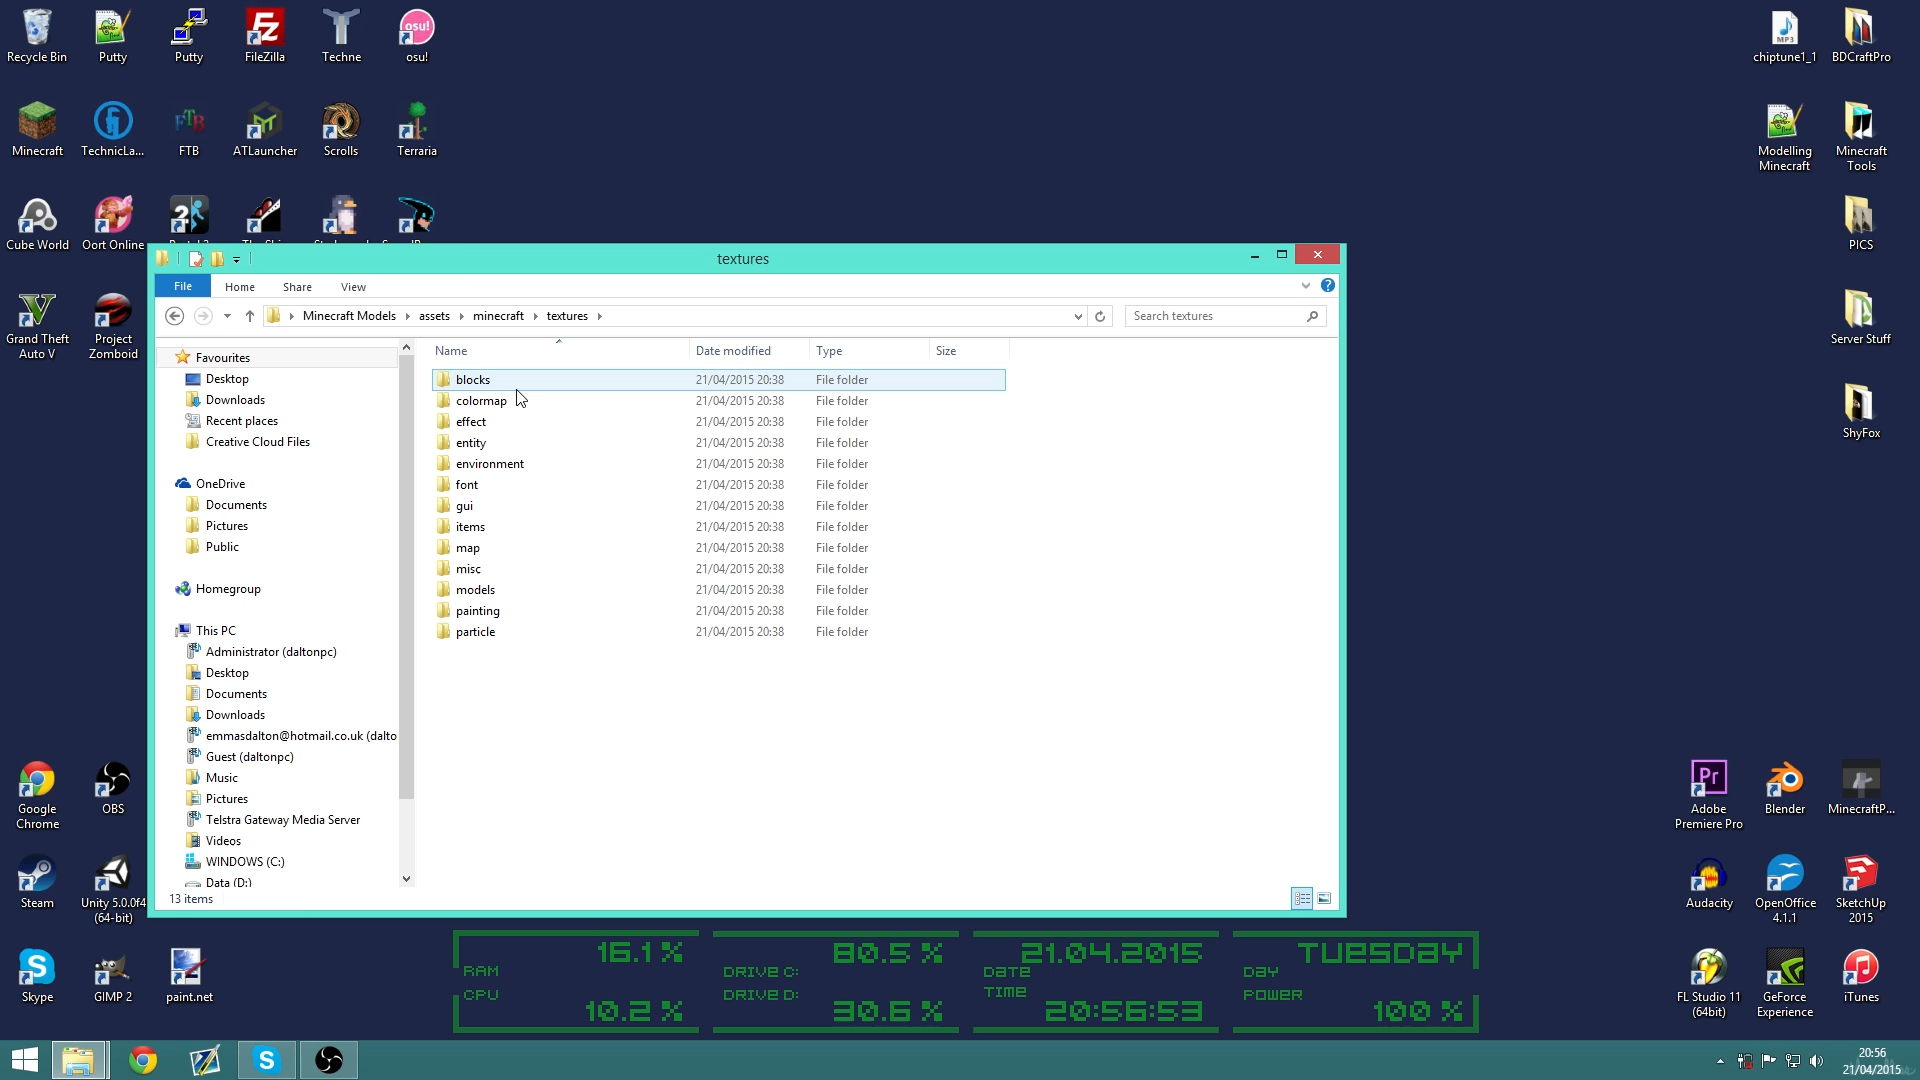 Recycle Bin
Putty
Putty
FileZilla
Techne
osu!
Minecraft
TechnicLa...
FTB
ATLauncher
Scrolls
Terraria
Cube World
Oort Online
Grand Theft
Auto V
Project
Zomboid
Google
Chrome
OBS
Steam
Unity 5.0.0f4
(64-bit)
Skype
GIMP 2
paint.net
chiptune1_1
BDCraftPro
Modelling
Minecraft
Minecraft
Tools
PICS
Server Stuff
ShyFox
Adobe
Premiere Pro
Blender
MinecraftP...
Audacity
OpenOffice
4.1.1
SketchUp
2015
FL Studio 11
(64bit)
GeForce
Experience
iTunes
textures
File
Home
Share
View
Minecraft Models
assets
minecraft
textures
Search textures
Favourites
Desktop
Downloads
Recent places
Creative Cloud Files
OneDrive
Documents
Pictures
Public
Homegroup
This PC
Administrator (daltonpc)
Desktop
Documents
Downloads
emmasdalton@hotmail.co.uk (dalto
Guest (daltonpc)
Music
Pictures
Telstra Gateway Media Server
Videos
WINDOWS (C:)
Data (D:)
Name Date modified Type Size
blocks 21/04/2015 20:38 File folder
colormap 21/04/2015 20:38 File folder
effect 21/04/2015 20:38 File folder
entity 21/04/2015 20:38 File folder
environment 21/04/2015 20:38 File folder
font 21/04/2015 20:38 File folder
gui 21/04/2015 20:38 File folder
items 21/04/2015 20:38 File folder
map 21/04/2015 20:38 File folder
misc 21/04/2015 20:38 File folder
models 21/04/2015 20:38 File folder
painting 21/04/2015 20:38 File folder
particle 21/04/2015 20:38 File folder
13 items
RAM 16.1 %
CPU 10.2 %
DRIVE C: 80.5 %
DRIVE D: 30.6 %
DATE 21.04.2015
TIME 20:56:53
DAY TUESDAY
POWER 100 %
20:56
21/04/2015